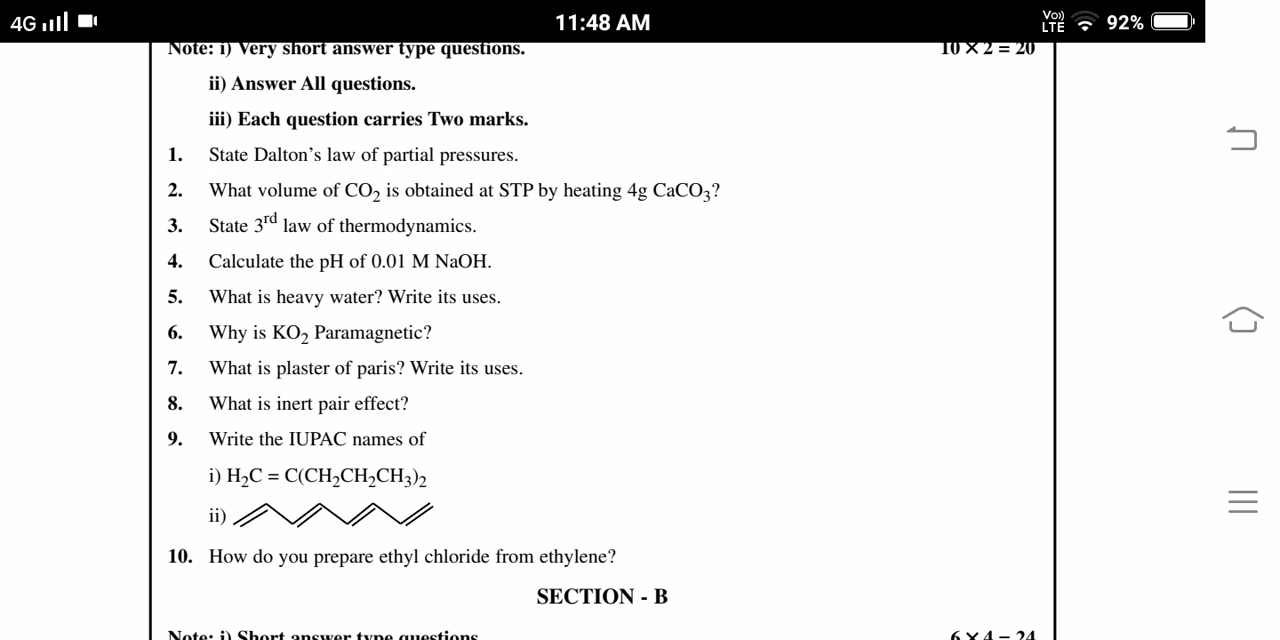 4G 11:48 AM Vo)) LTE 92%
Note: i) Very short answer type questions. 10 × 2 = 20
ii) Answer All questions.
iii) Each question carries Two marks.
1. State Dalton's law of partial pressures.
2. What volume of CO₂ is obtained at STP by heating 4g CaCO₃?
3. State 3ʳᵈ law of thermodynamics.
4. Calculate the pH of 0.01 M NaOH.
5. What is heavy water? Write its uses.
6. Why is KO₂ Paramagnetic?
7. What is plaster of paris? Write its uses.
8. What is inert pair effect?
9. Write the IUPAC names of
i) H₂C = C(CH₂CH₂CH₃)₂
ii)
10. How do you prepare ethyl chloride from ethylene?
SECTION - B
Note: i) Short answer type questions 6 × 4 = 24